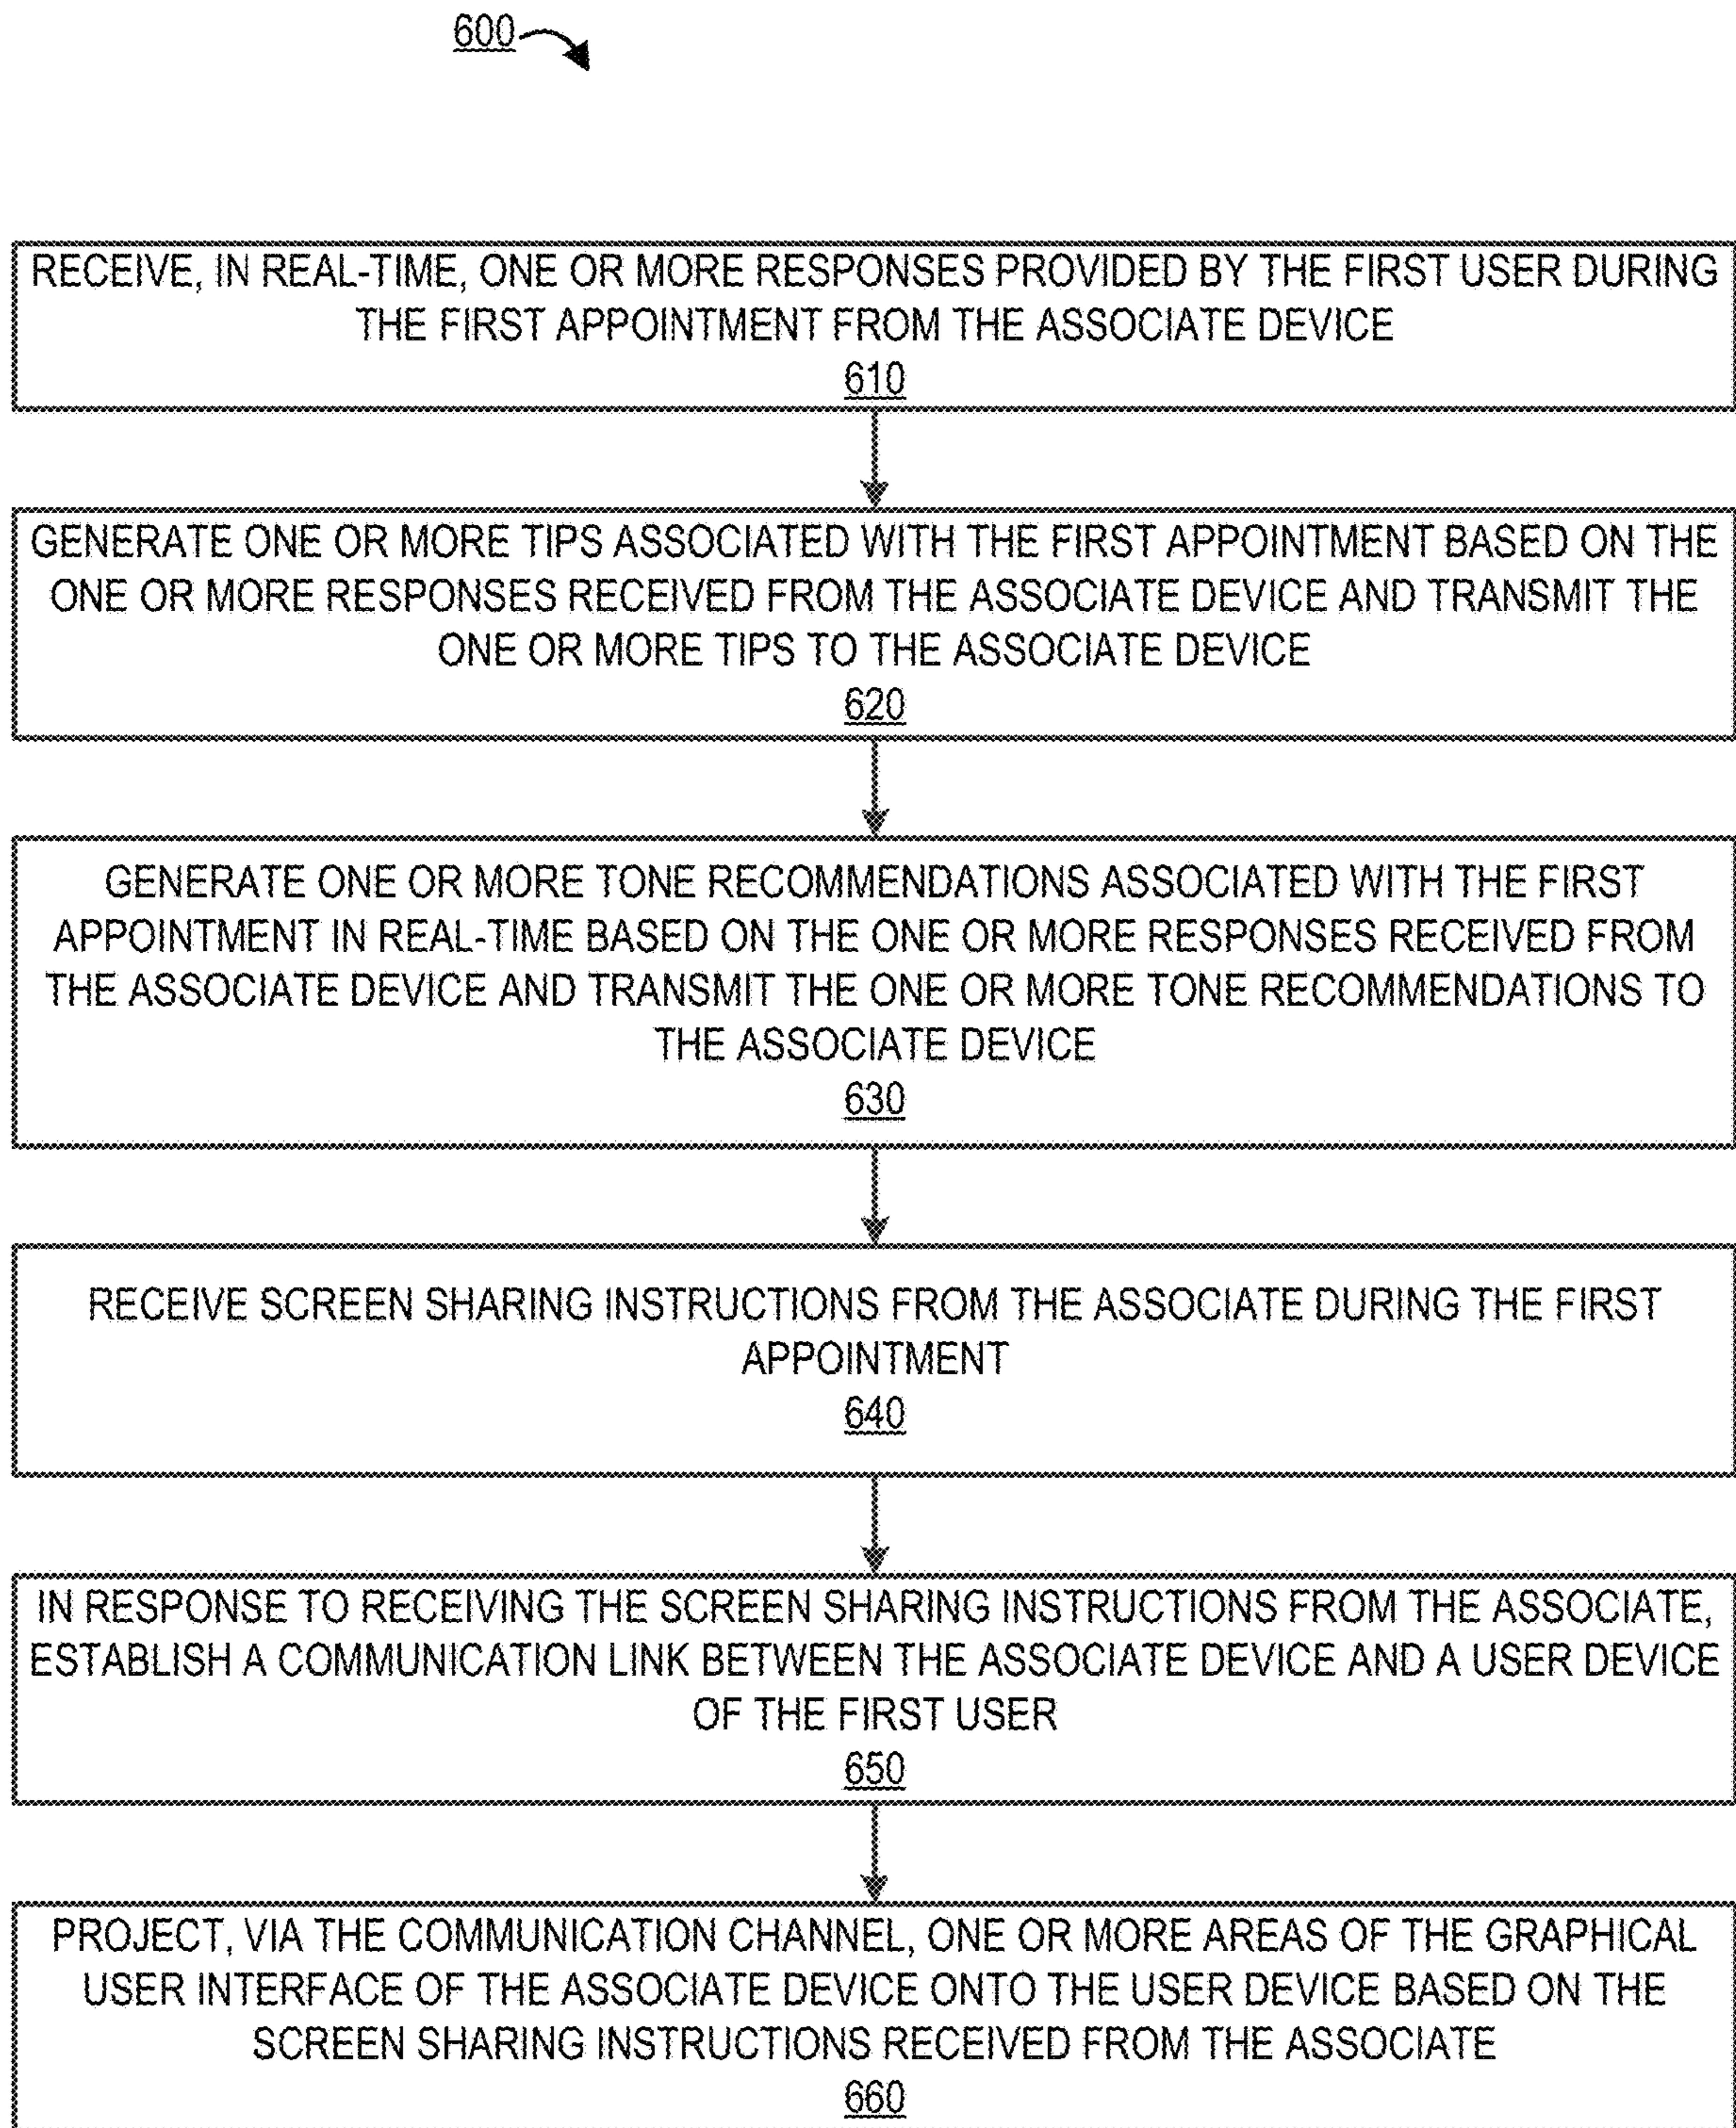 600
RECEIVE, IN REAL-TIME, ONE OR MORE RESPONSES PROVIDED BY THE FIRST USER DURING
THE FIRST APPOINTMENT FROM THE ASSOCIATE DEVICE
610
GENERATE ONE OR MORE TIPS ASSOCIATED WITH THE FIRST APPOINTMENT BASED ON THE
ONE OR MORE RESPONSES RECEIVED FROM THE ASSOCIATE DEVICE AND TRANSMIT THE
ONE OR MORE TIPS TO THE ASSOCIATE DEVICE
620
GENERATE ONE OR MORE TONE RECOMMENDATIONS ASSOCIATED WITH THE FIRST
APPOINTMENT IN REAL-TIME BASED ON THE ONE OR MORE RESPONSES RECEIVED FROM
THE ASSOCIATE DEVICE AND TRANSMIT THE ONE OR MORE TONE RECOMMENDATIONS TO
THE ASSOCIATE DEVICE
630
RECEIVE SCREEN SHARING INSTRUCTIONS FROM THE ASSOCIATE DURING THE FIRST
APPOINTMENT
640
IN RESPONSE TO RECEIVING THE SCREEN SHARING INSTRUCTIONS FROM THE ASSOCIATE,
ESTABLISH A COMMUNICATION LINK BETWEEN THE ASSOCIATE DEVICE AND A USER DEVICE
OF THE FIRST USER
650
PROJECT, VIA THE COMMUNICATION CHANNEL, ONE OR MORE AREAS OF THE GRAPHICAL
USER INTERFACE OF THE ASSOCIATE DEVICE ONTO THE USER DEVICE BASED ON THE
SCREEN SHARING INSTRUCTIONS RECEIVED FROM THE ASSOCIATE
660